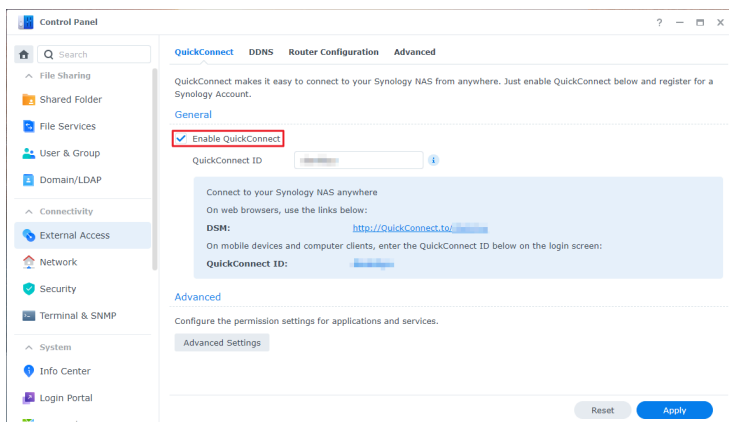 Control Panel
Search
File Sharing
Shared Folder
File Services
User & Group
Domain/LDAP
Connectivity
External Access
Network
Security
Terminal & SNMP
System
Info Center
Login Portal
QuickConnect DDNS Router Configuration Advanced
QuickConnect makes it easy to connect to your Synology NAS from anywhere. Just enable QuickConnect below and register for a
Synology Account.
General
Enable QuickConnect
QuickConnect ID
Connect to your Synology NAS anywhere
On web browsers, use the links below:
DSM: http://QuickConnect.to/
On mobile devices and computer clients, enter the QuickConnect ID below on the login screen:
QuickConnect ID:
Advanced
Configure the permission settings for applications and services.
Advanced Settings
Reset Apply